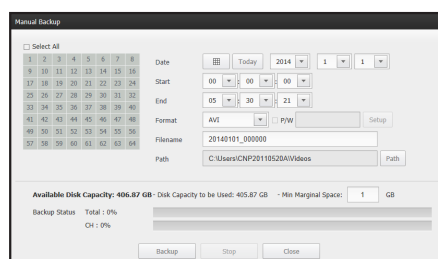 Manual Backup
Select All
1 2 3 4 5 6 7 8
9 10 11 12 13 14 15 16
17 18 19 20 21 22 23 24
25 26 27 28 29 30 31 32
33 34 35 36 37 38 39 40
41 42 43 44 45 46 47 48
49 50 51 52 53 54 55 56
57 58 59 60 61 62 63 64
Date Today 2014 1 1
Start 00 : 00 : 00
End 05 : 30 : 21
Format AVI P/W Setup
Filename 20140101_000000
Path C:\Users\CNP20110520A\Videos Path
Available Disk Capacity: 406.87 GB - Disk Capacity to be Used: 405.87 GB - Min Marginal Space: 1 GB
Backup Status Total : 0%
CH : 0%
Backup Stop Close